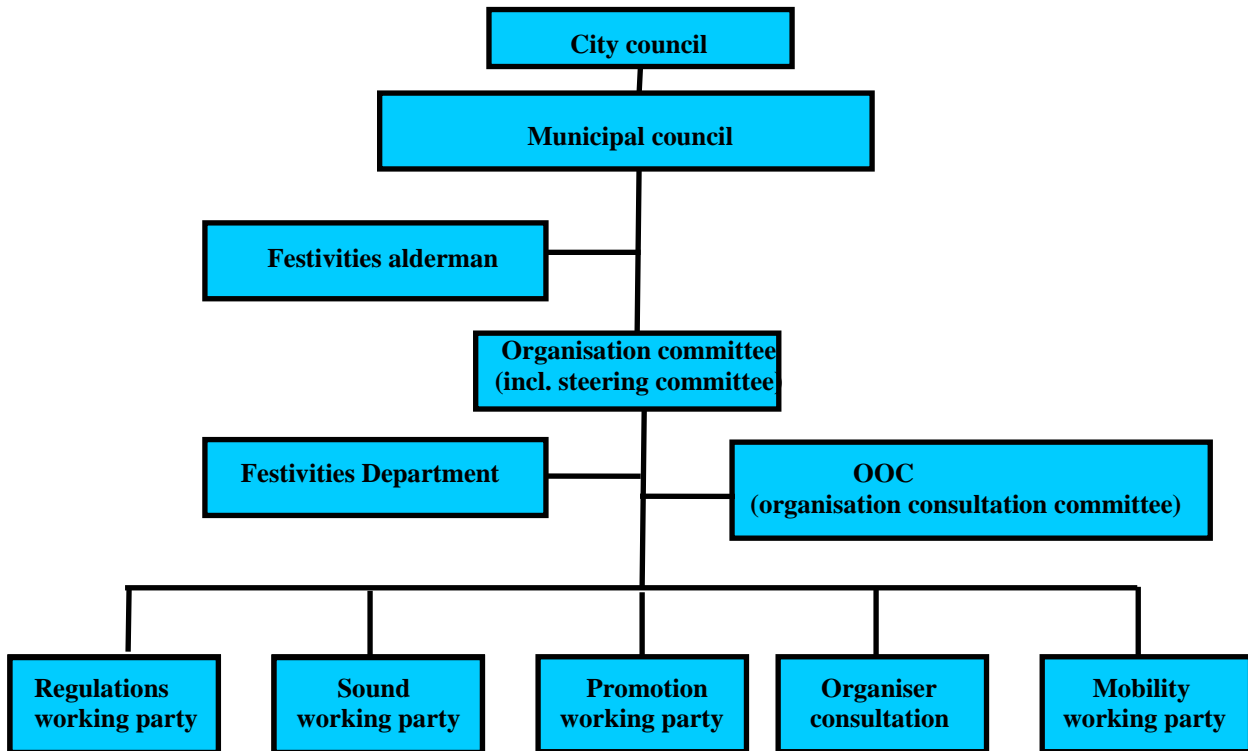 City council
Municipal council
Festivities alderman
Organisation committee
(incl. steering committee)
Festivities Department
OOC
(organisation consultation committee)
Regulations
working party
Sound
working party
Promotion
working party
Organiser
consultation
Mobility
working party